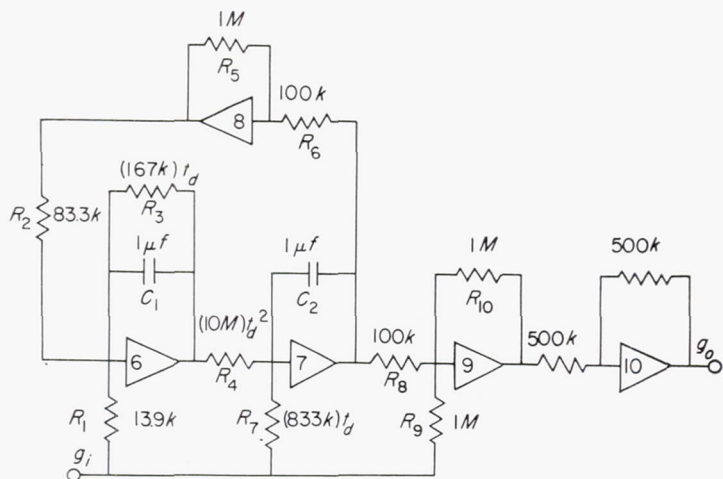 1M
R5
100k
8
R6
(167k) td
R3
R2 83.3k
1μf
C1
1μf
C2
1M
R10
500k
(10M)td²
100k
500k
6
R4
7
R8
9
10
go
R1 13.9k
R7 (833k)td
R9 1M
gi